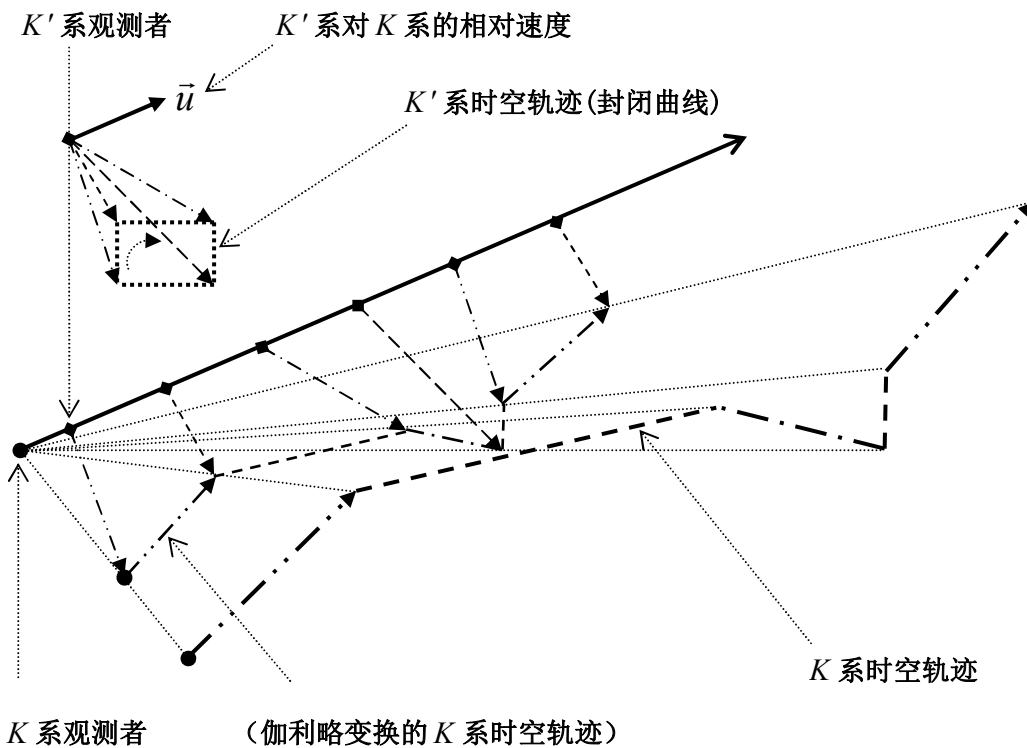 K′ 系观测者
K′ 系对 K 系的相对速度
u⃗
K′ 系时空轨迹(封闭曲线)
K 系时空轨迹
K 系观测者
（伽利略变换的 K 系时空轨迹）